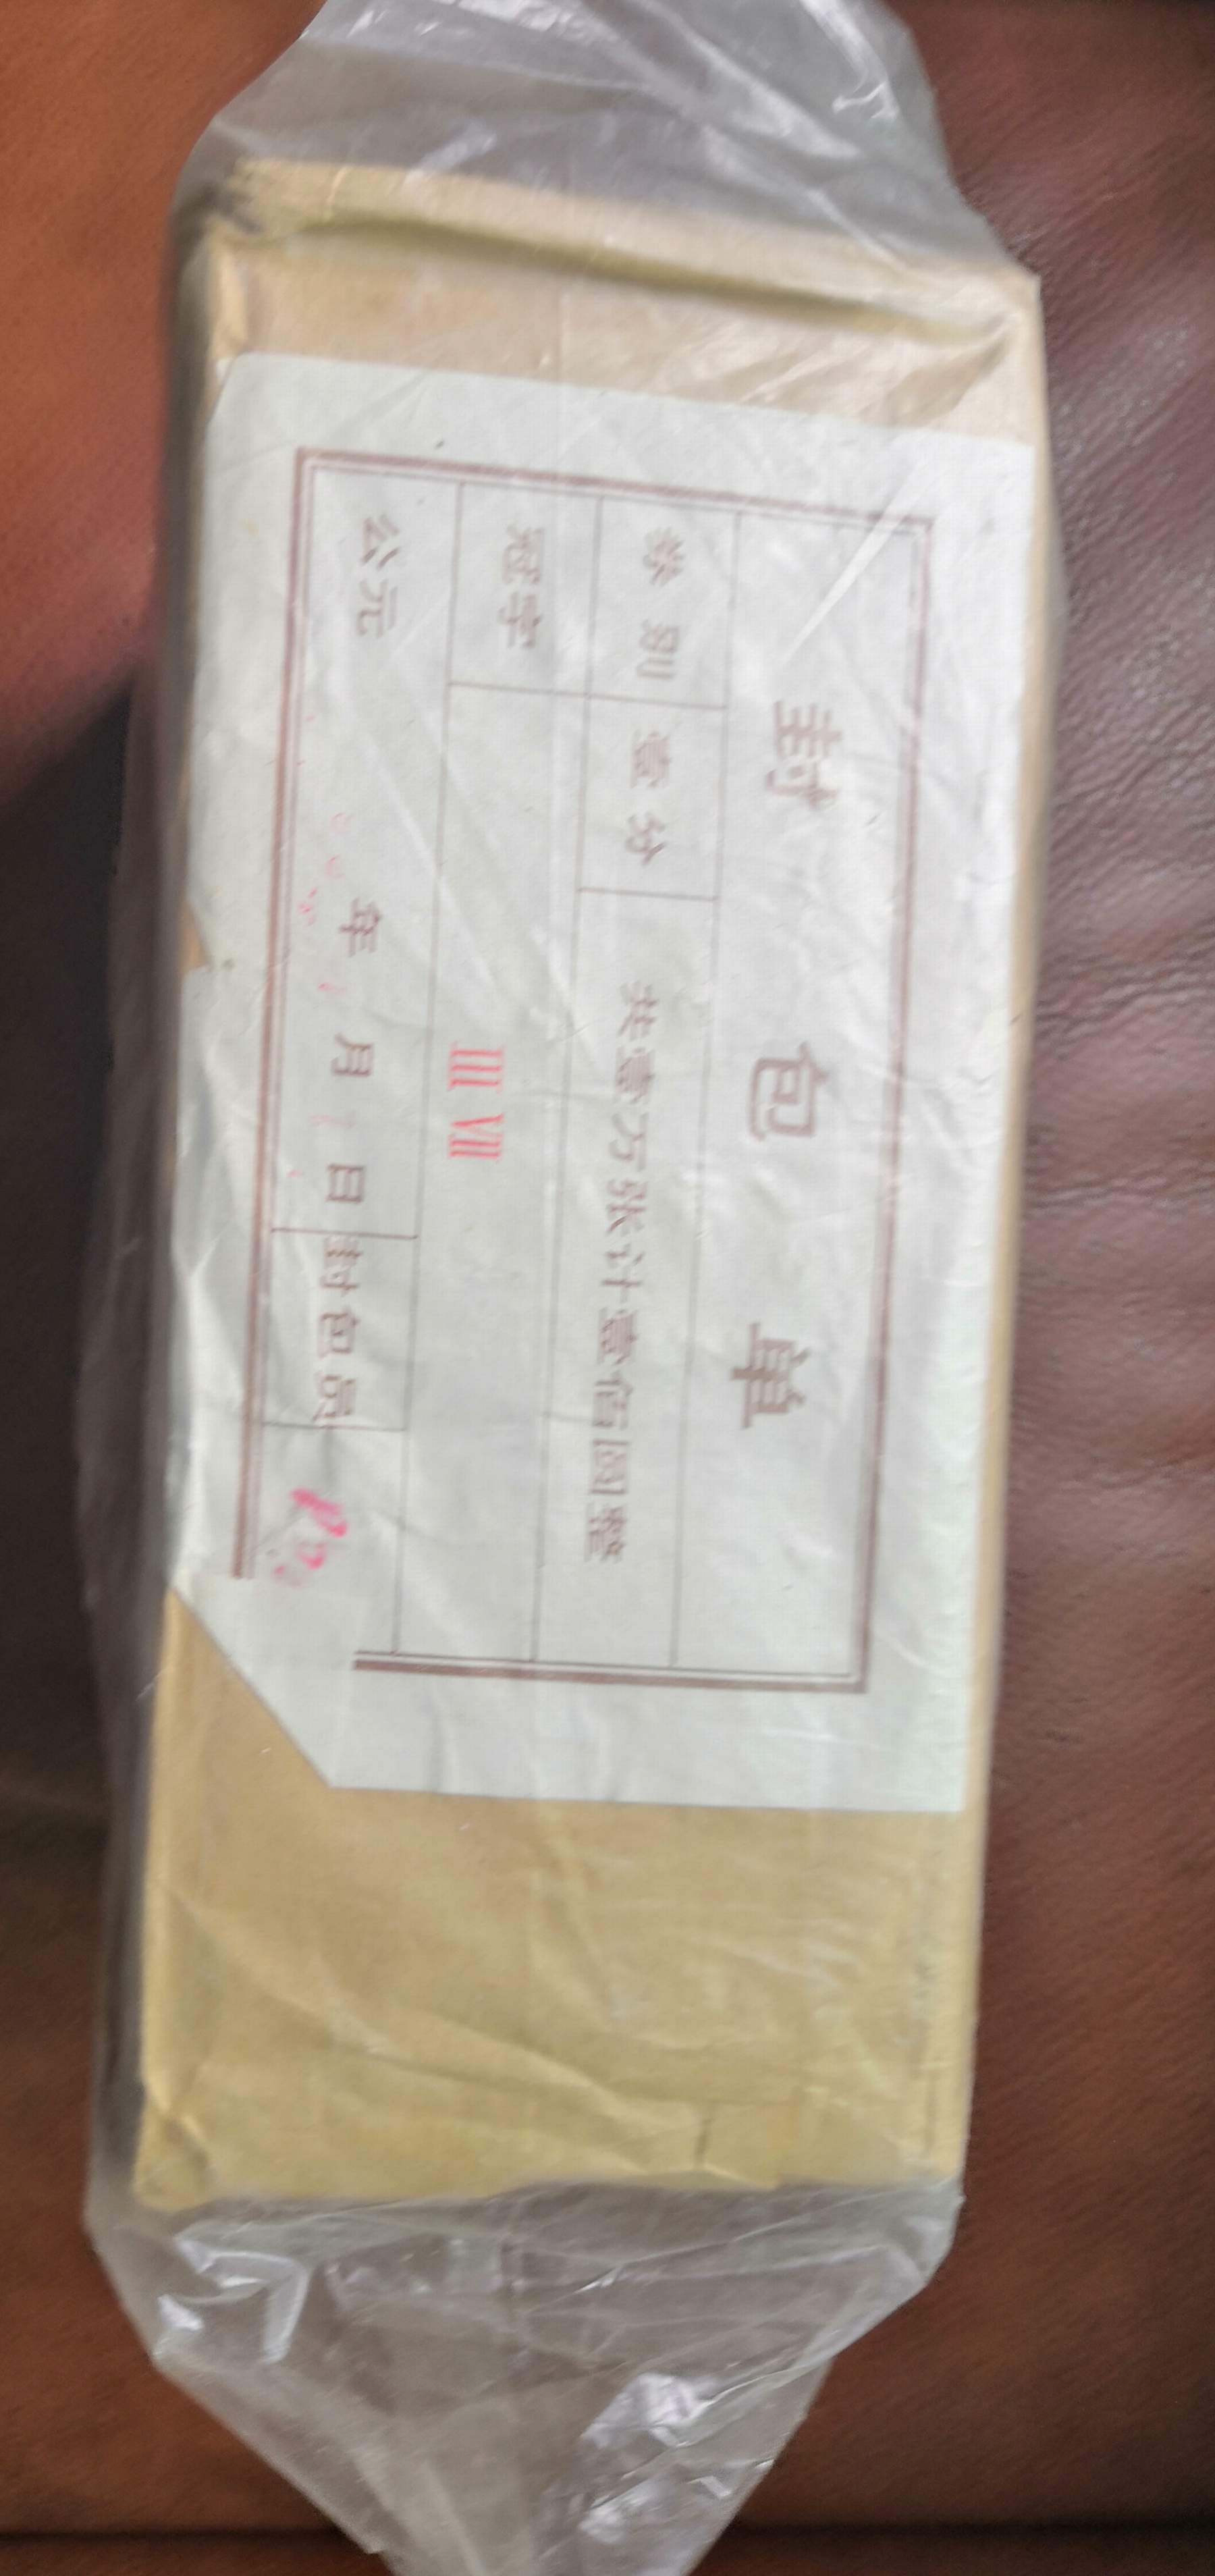 封包单
券别 壹分 共壹万张计壹佰圆整
冠字 III VII
公元 年 月 日 封包员